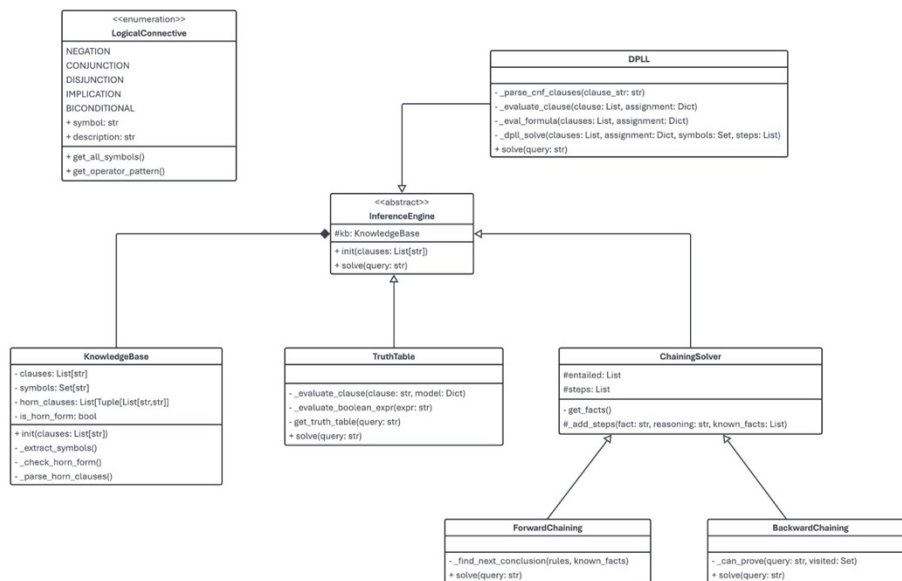 <<enumeration>>
LogicalConnective
NEGATION
CONJUNCTION
DISJUNCTION
IMPLICATION
BICONDITIONAL
+ symbol: str
+ description: str
+ get_all_symbols()
+ get_operator_pattern()
DPLL
- _parse_cnf_clauses(clause_str: str)
- _evaluate_clause(clause: List, assignment: Dict)
- _eval_formula(clauses: List, assignment: Dict)
- _dpll_solve(clauses: List, assignment: Dict, symbols: Set, steps: List)
+ solve(query: str)
<<abstract>>
InferenceEngine
#kb: KnowledgeBase
+ init(clauses: List[str])
+ solve(query: str)
KnowledgeBase
- clauses: List[str]
- symbols: Set[str]
- horn_clauses: List[Tuple[List[str,str]]
- is_horn_form: bool
+ init(clauses: List[str])
- _extract_symbols()
- _check_horn_form()
- _parse_horn_clauses()
TruthTable
- _evaluate_clause(clause: str, model: Dict)
- _evaluate_boolean_expr(expr: str)
- get_truth_table(query: str)
+ solve(query: str)
ChainingSolver
#entailed: List
#steps: List
- get_facts()
#_add_steps(fact: str, reasoning: str, known_facts: List)
ForwardChaining
- _find_next_conclusion(rules, known_facts)
+ solve(query: str)
BackwardChaining
- _can_prove(query: str, visited: Set)
+ solve(query: str)